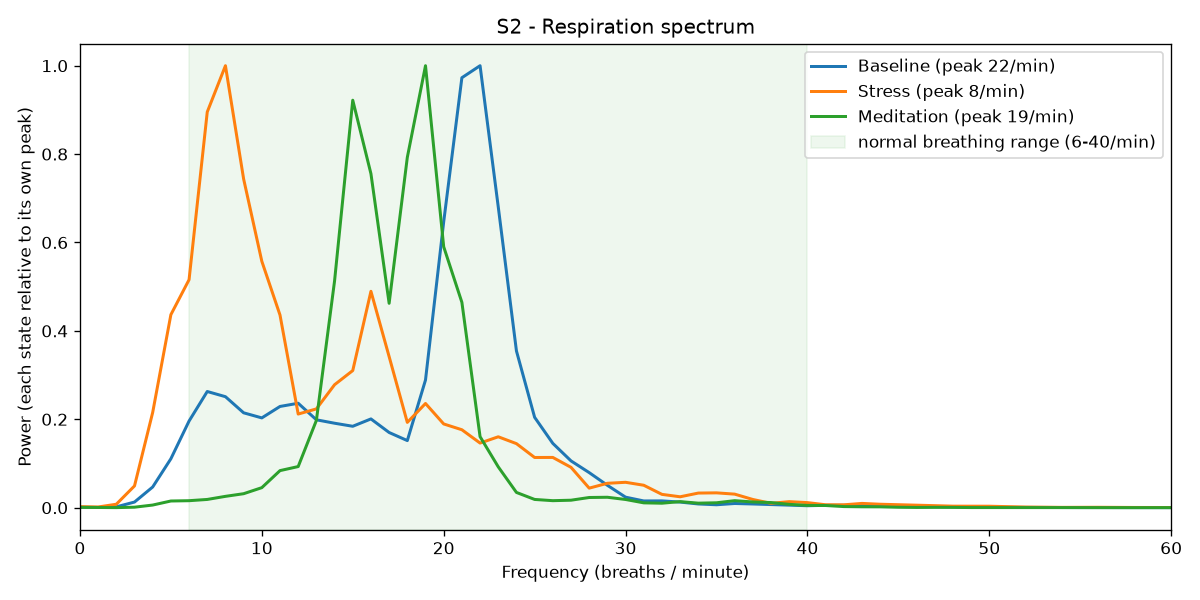 S2 - Respiration spectrum
Power (each state relative to its own peak)
1.0
0.8
0.6
0.4
0.2
0.0
Baseline (peak 22/min)
Stress (peak 8/min)
Meditation (peak 19/min)
normal breathing range (6-40/min)
0 10 20 30 40 50 60
Frequency (breaths / minute)